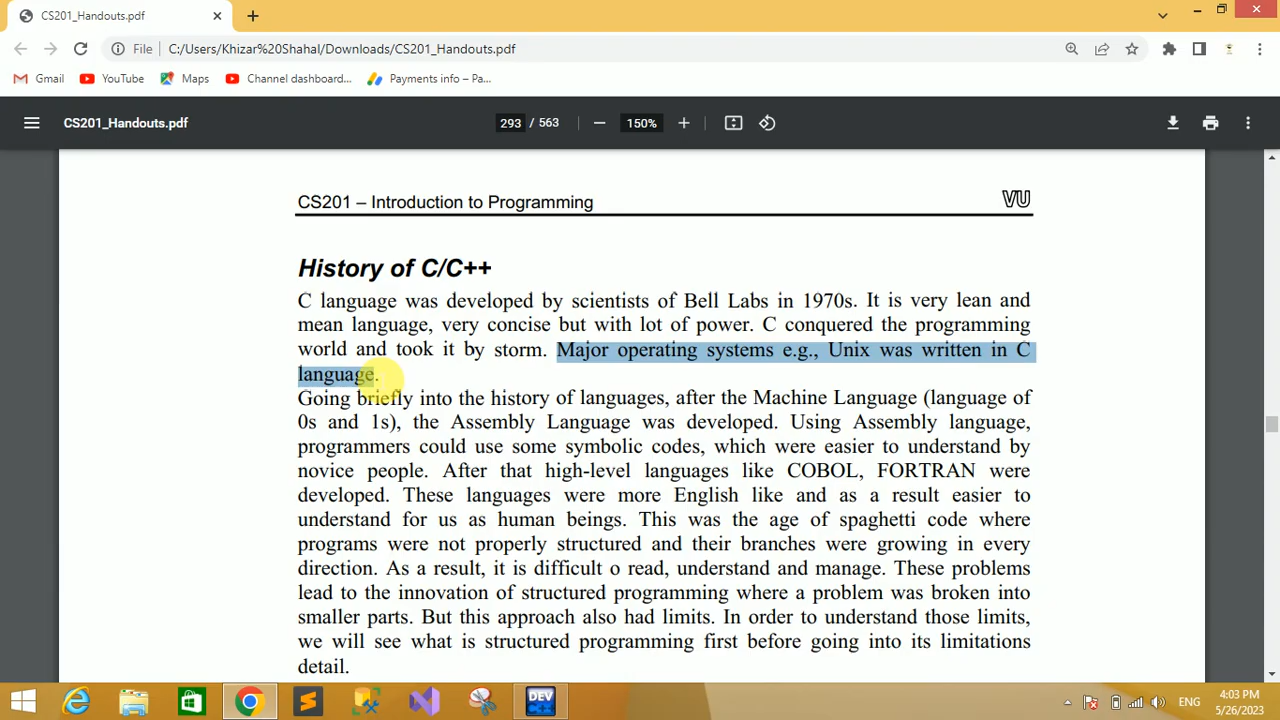 CS201_Handouts.pdf
File C:/Users/Khizar%20Shahal/Downloads/CS201_Handouts.pdf
Gmail YouTube Maps Channel dashboard... Payments info – Pa...
CS201_Handouts.pdf 293 / 563 150%
CS201 – Introduction to Programming VU
History of C/C++
C language was developed by scientists of Bell Labs in 1970s. It is very lean and
mean language, very concise but with lot of power. C conquered the programming
world and took it by storm. Major operating systems e.g., Unix was written in C
language.
Going briefly into the history of languages, after the Machine Language (language of
0s and 1s), the Assembly Language was developed. Using Assembly language,
programmers could use some symbolic codes, which were easier to understand by
novice people. After that high-level languages like COBOL, FORTRAN were
developed. These languages were more English like and as a result easier to
understand for us as human beings. This was the age of spaghetti code where
programs were not properly structured and their branches were growing in every
direction. As a result, it is difficult o read, understand and manage. These problems
lead to the innovation of structured programming where a problem was broken into
smaller parts. But this approach also had limits. In order to understand those limits,
we will see what is structured programming first before going into its limitations
detail.
DEV C++ ENG 4:03 PM
5/26/2023